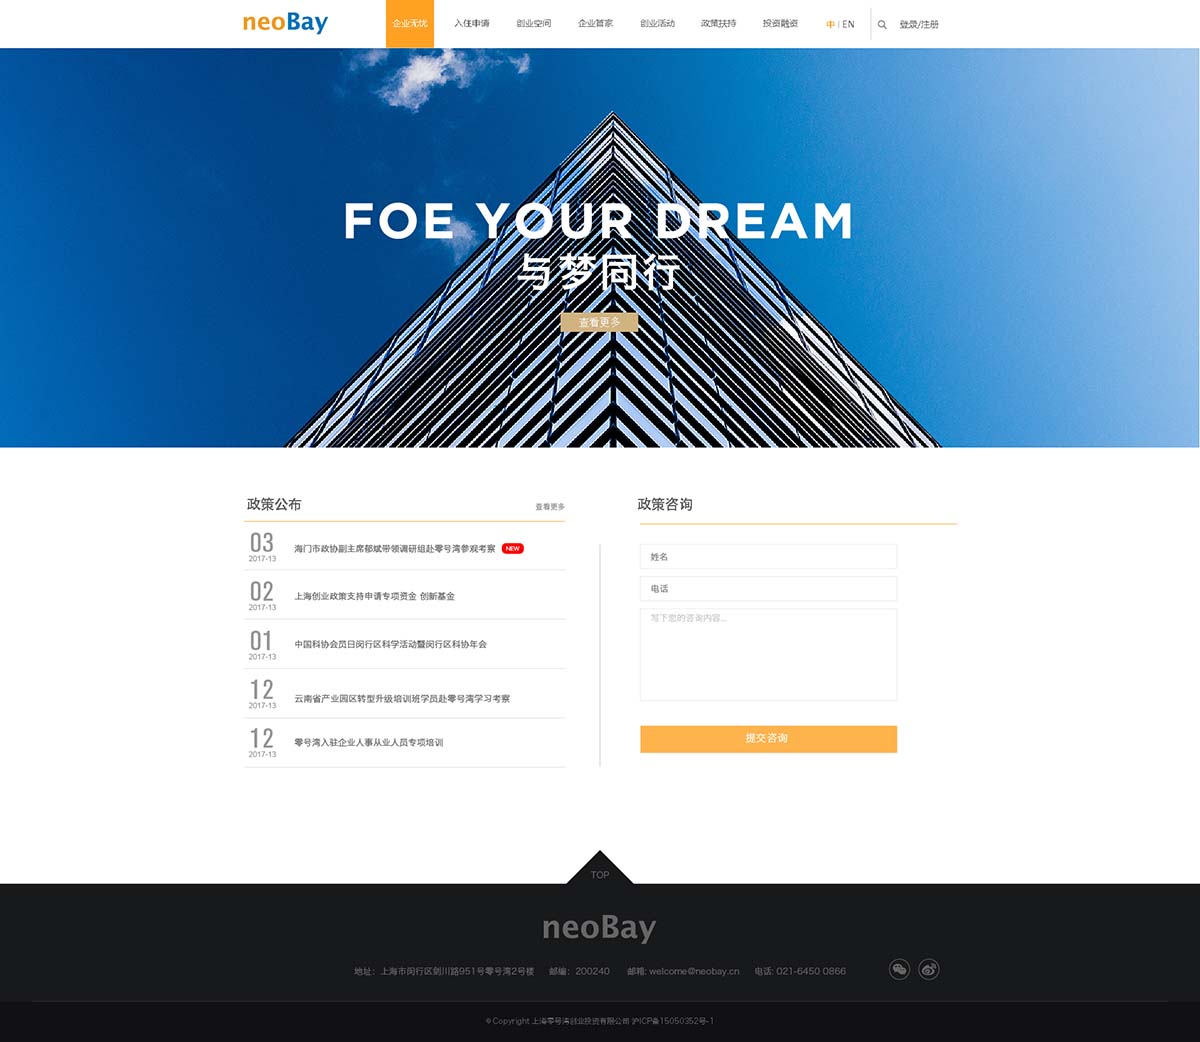 neoBay
企业无忧 入住申请 创业空间 企业管家 创业活动 政策扶持 投资融资 中 | EN 登录/注册
FOE YOUR DREAM
与梦同行
查看更多
政策公布 查看更多
03
2017-13
海门市政协副主席郁斌带领调研组赴零号湾参观考察 NEW
02
2017-13
上海创业政策支持申请专项资金 创新基金
01
2017-13
中国科协会员日闵行区科学活动暨闵行区科协年会
12
2017-13
云南省产业园区转型升级培训班学员赴零号湾学习考察
12
2017-13
零号湾入驻企业人事从业人员专项培训
政策咨询
姓名
电话
写下您的咨询内容...
提交咨询
TOP
neoBay
地址：上海市闵行区剑川路951号零号湾2号楼 邮编：200240 邮箱: welcome@neobay.cn 电话: 021-6450 0866
© Copyright 上海零号湾创业投资有限公司 沪ICP备15050352号-1